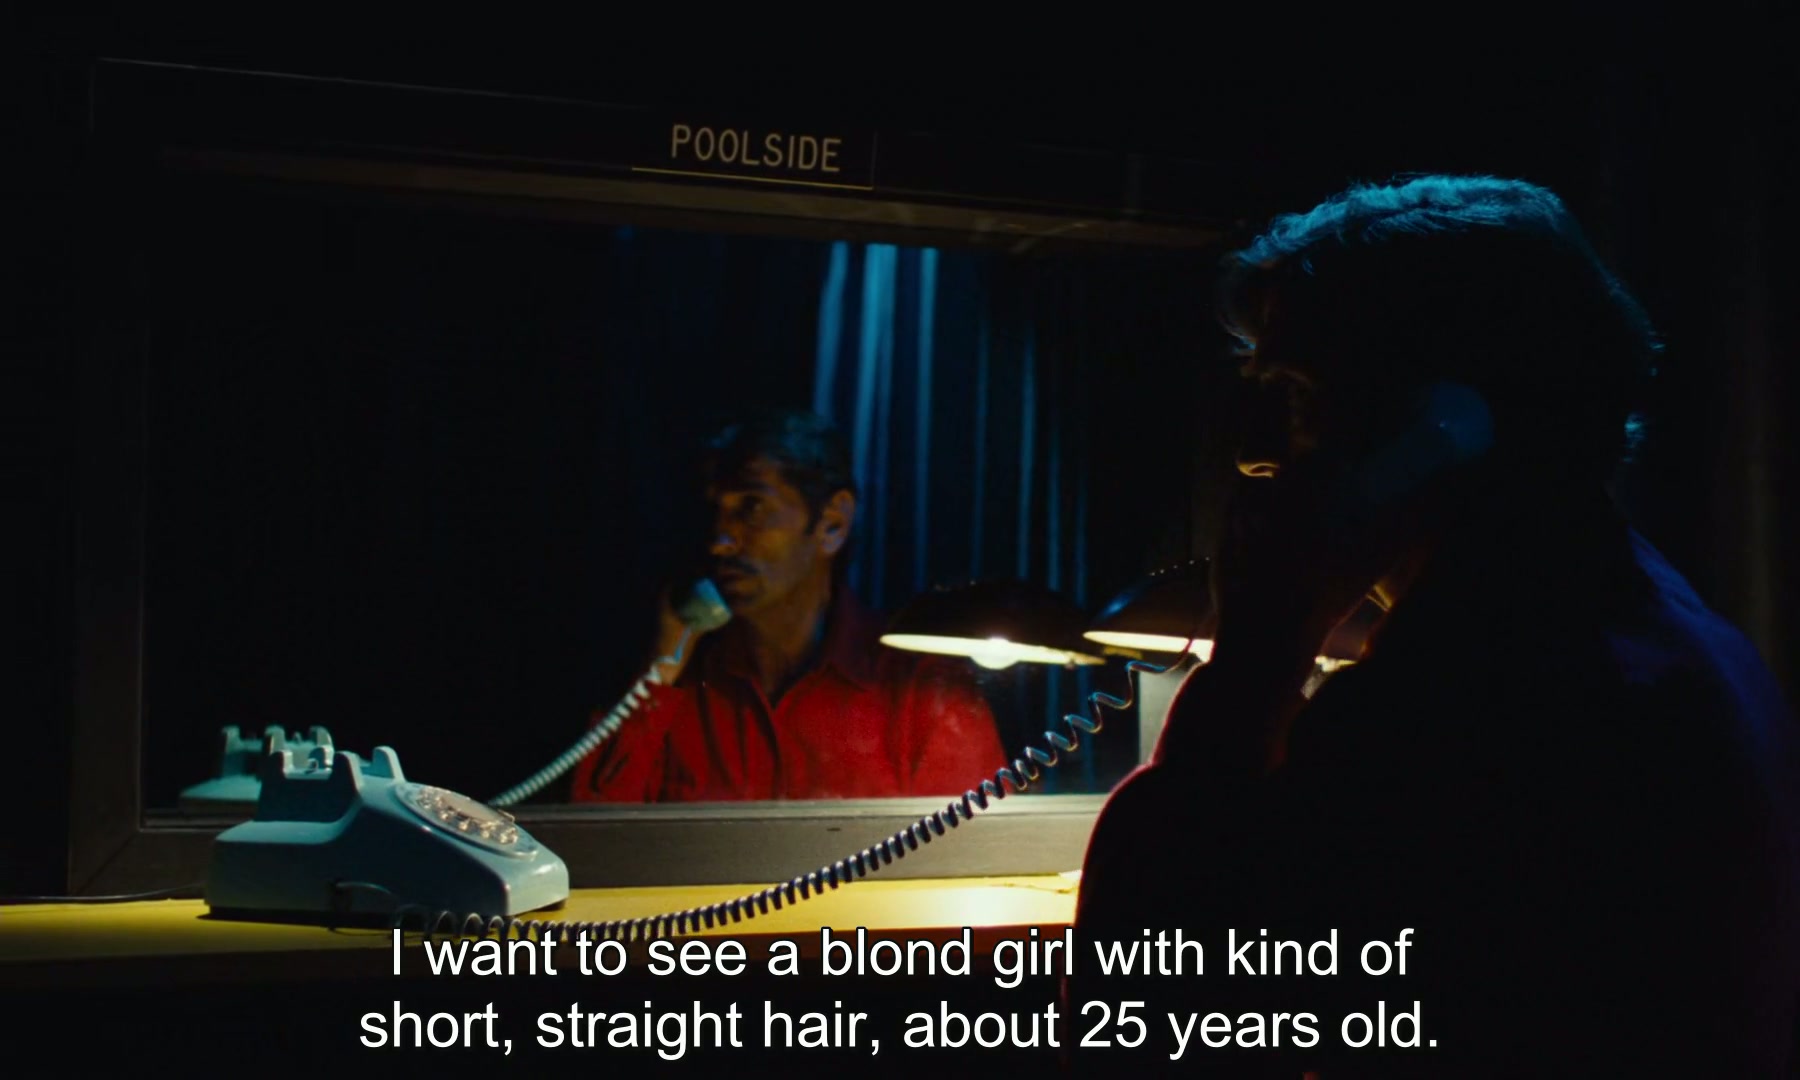 POOLSIDE
I want to see a blond girl with kind of
short, straight hair, about 25 years old.